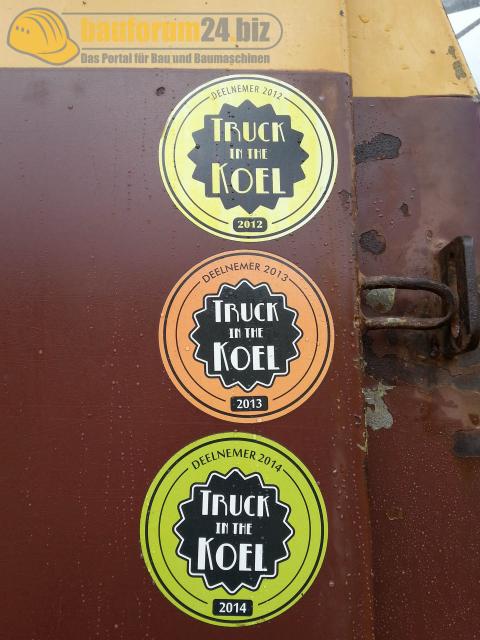 bauforum24.biz
Das Portal für Bau und Baumaschinen
DEELNEMER 2012
TRUCK
IN THE
KOEL
2012
DEELNEMER 2013
TRUCK
IN THE
KOEL
2013
DEELNEMER 2014
TRUCK
IN THE
KOEL
2014